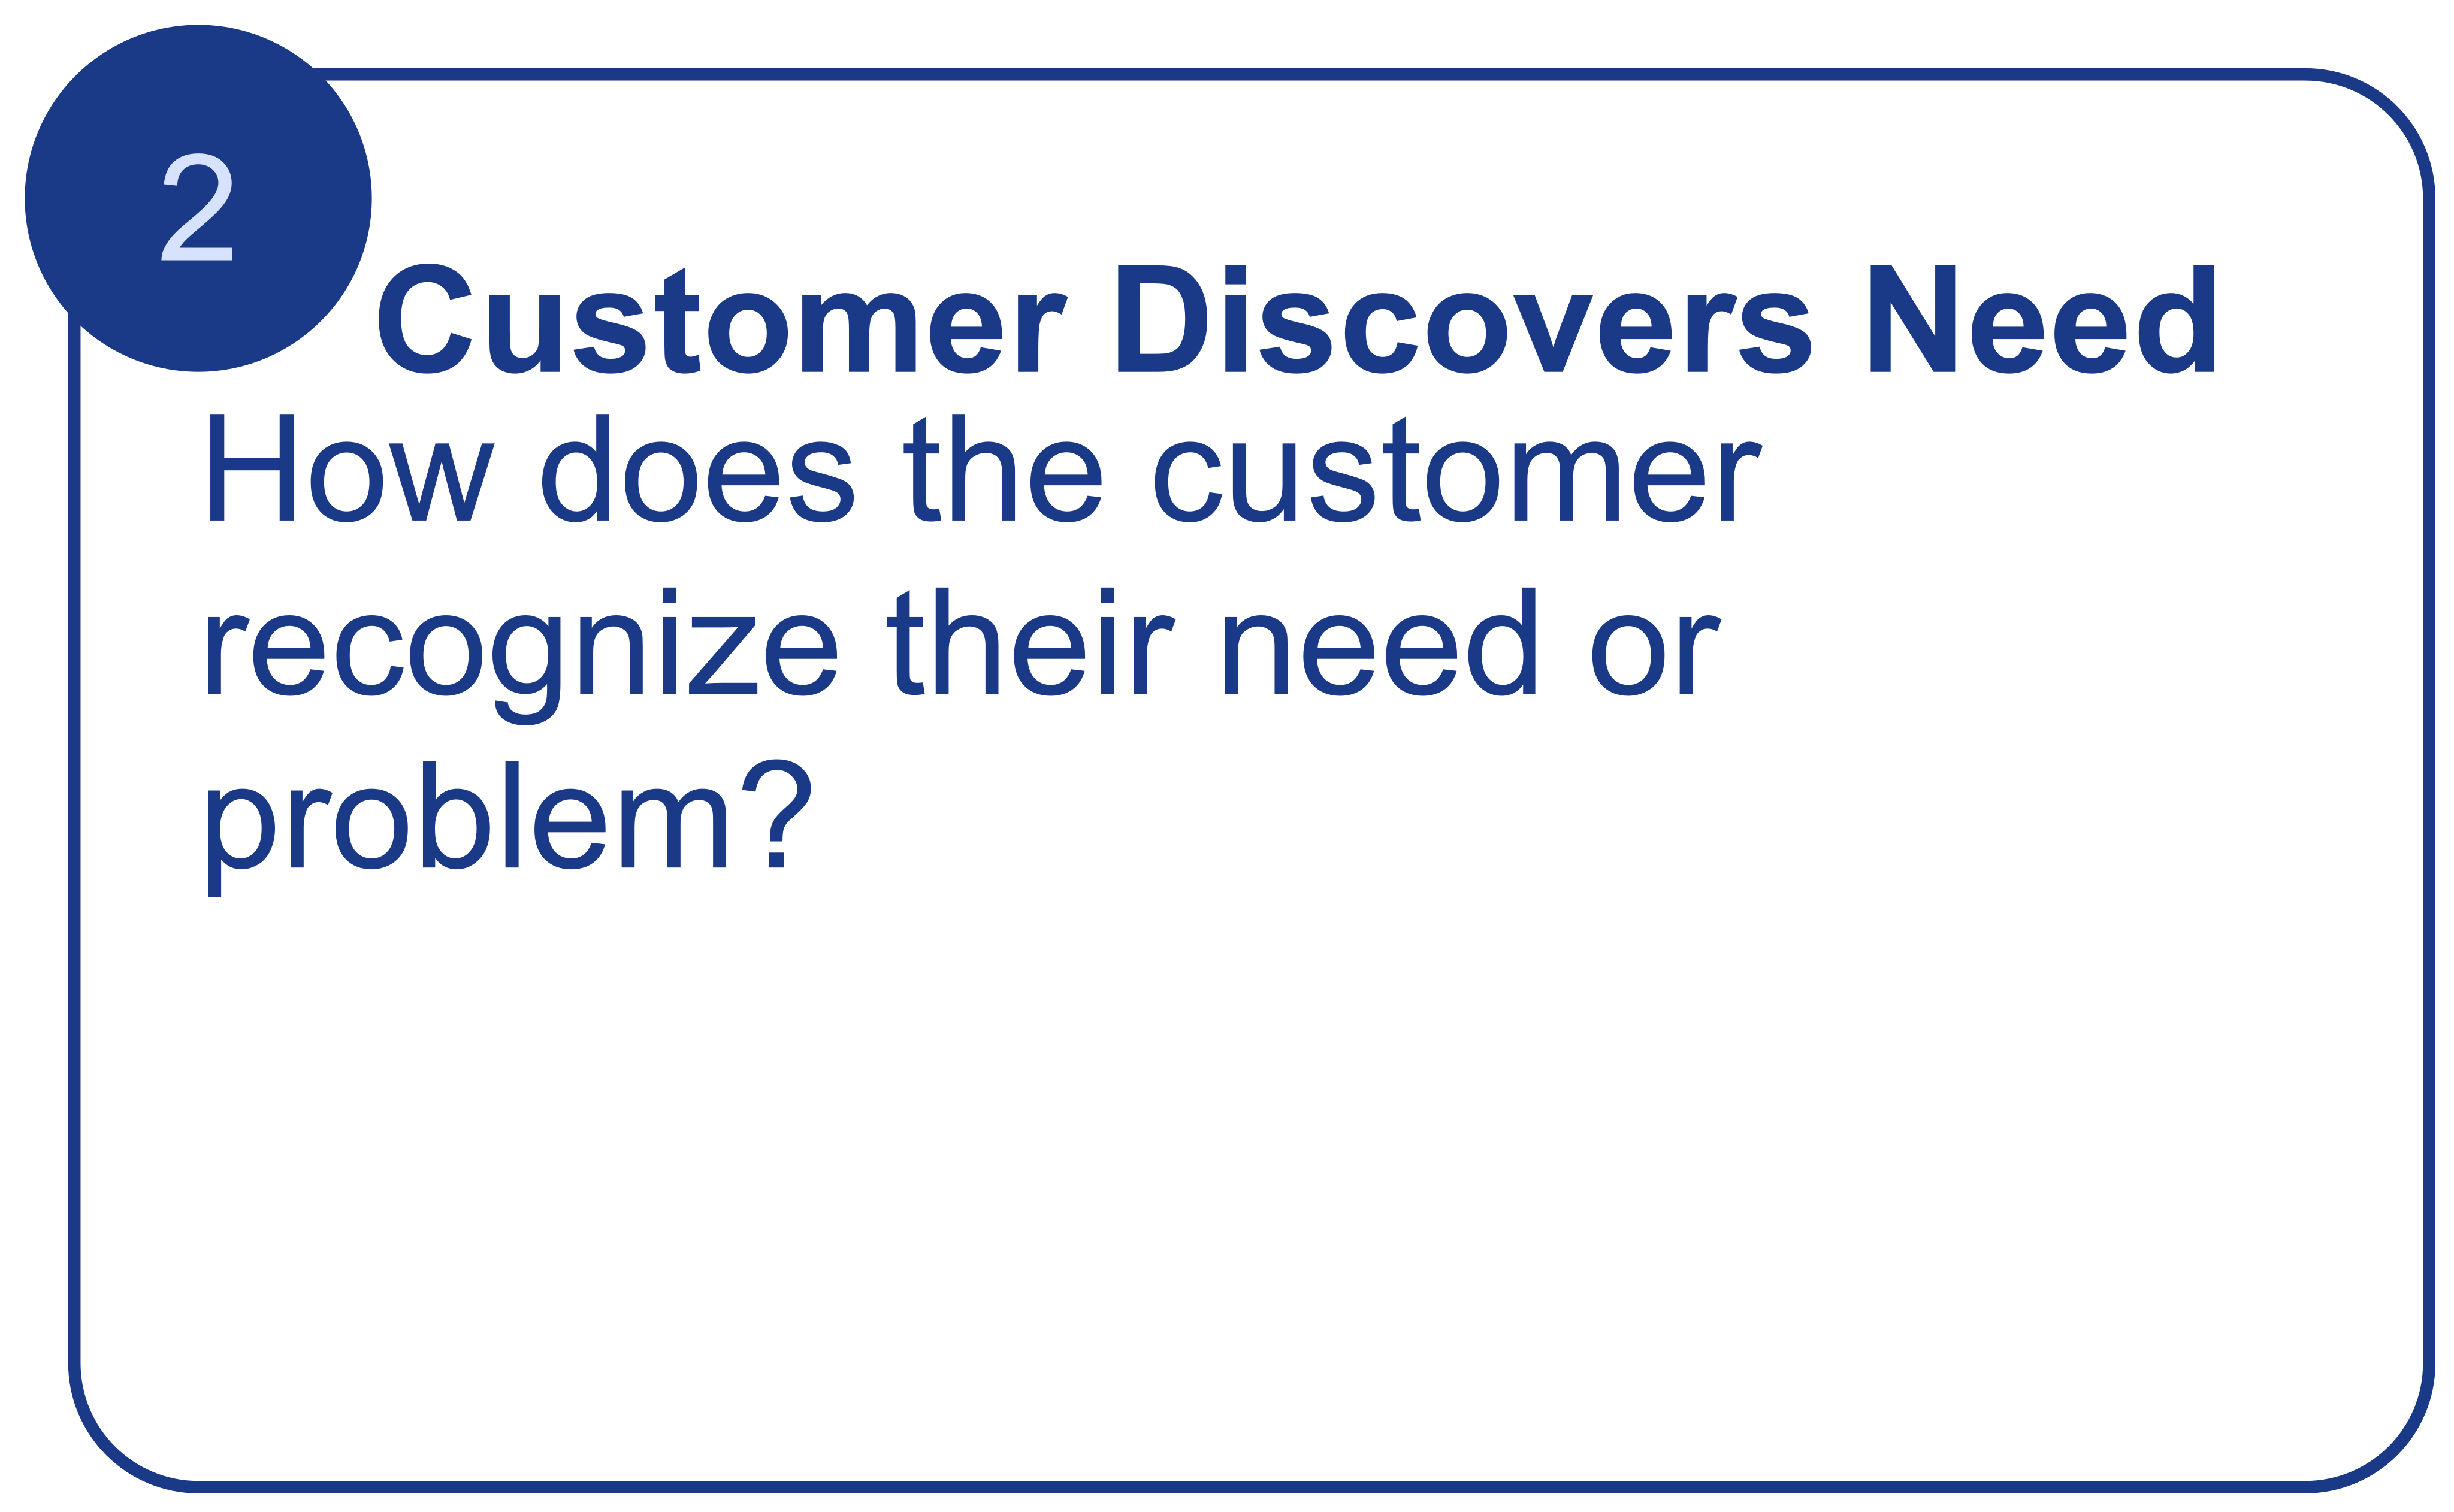 2
Customer Discovers Need
How does the customer
recognize their need or
problem?